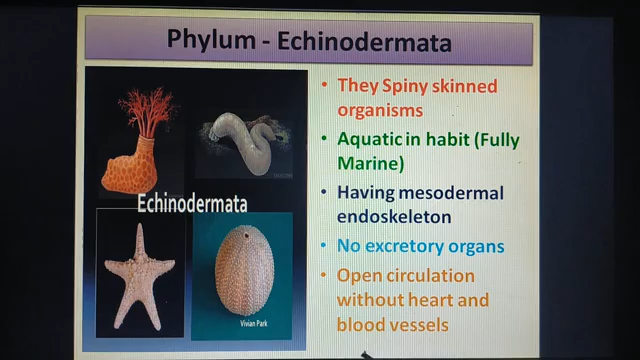 Phylum - Echinodermata
• They Spiny skinned
organisms
• Aquatic in habit (Fully
Marine)
• Having mesodermal
endoskeleton
• No excretory organs
• Open circulation
without heart and
blood vessels
Echinodermata
Vivian Park